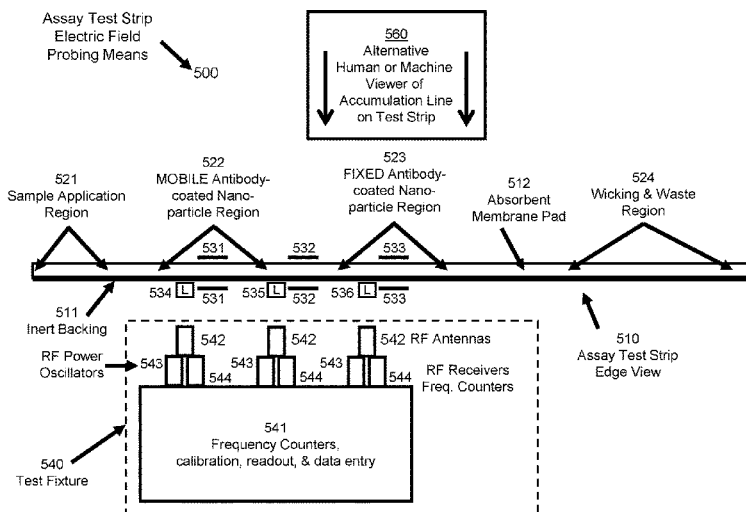 Assay Test Strip
Electric Field
Probing Means
500
560
Alternative
Human or Machine
Viewer of
Accumulation Line
on Test Strip
521
Sample Application
Region
522
MOBILE Antibody-
coated Nano-
particle Region
523
FIXED Antibody-
coated Nano-
particle Region
512
Absorbent
Membrane Pad
524
Wicking & Waste
Region
531
532
533
534
L
531
535
L
532
536
L
533
511
Inert Backing
510
Assay Test Strip
Edge View
RF Power
Oscillators
542
542
542
RF Antennas
543
543
543
544
544
544
RF Receivers
Freq. Counters
541
Frequency Counters,
calibration, readout, & data entry
540
Test Fixture